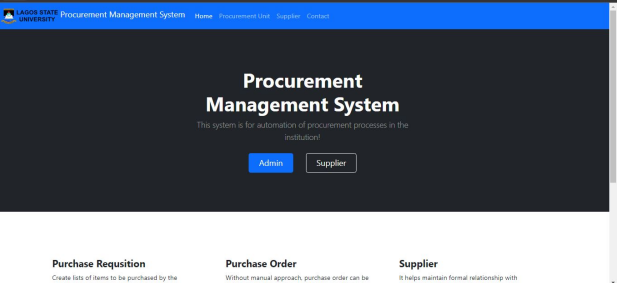 LAGOS STATE
UNIVERSITY
Procurement Management System Home Procurement Unit Supplier Contact
Procurement
Management System
This system is for automation of procurement processes in the
institution!
Admin Supplier
Purchase Requsition Purchase Order Supplier
Create lists of items to be purchased by the Without manual approach, purchase order can be It helps maintain formal relationship with